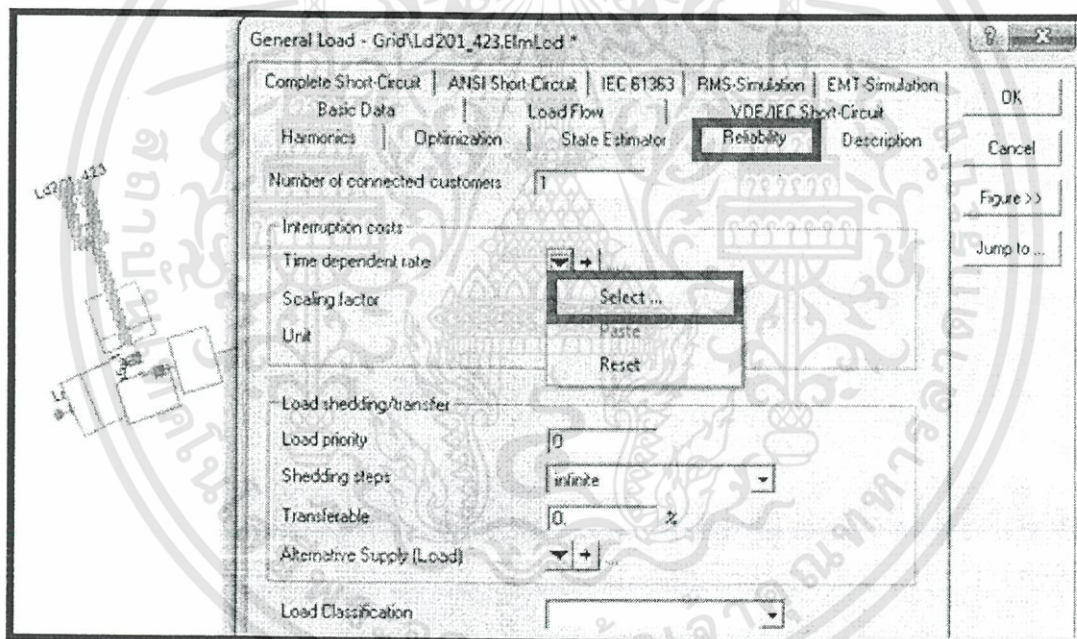 General Load - Grid\Ld201_423.ElmLod *
Complete Short-Circuit | ANSI Short-Circuit | IEC 61363 | RMS-Simulation | EMT-Simulation
Basic Data | Load Flow | VDE/IEC Short-Circuit
Harmonics | Optimization | State Estimator | Reliability | Description
OK
Cancel
Figure >>
Jump to ...
Ld201_423
Number of connected customers 1
Interruption costs
Time dependent rate
Scaling factor
Unit
Select ...
Paste
Reset
Load shedding/transfer
Load priority 0
Shedding steps infinite
Transferable 0. %
Alternative Supply (Load) ...
Load Classification